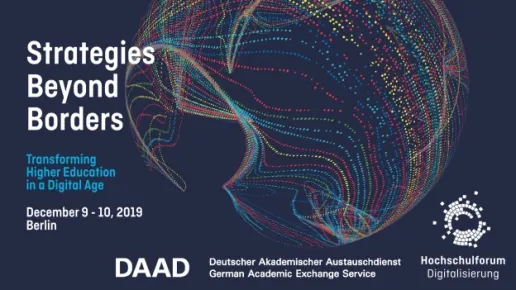 Strategies
Beyond
Borders
Transforming
Higher Education
in a Digital Age
December 9 - 10, 2019
Berlin
DAAD
Deutscher Akademischer Austauschdienst
German Academic Exchange Service
Hochschulforum
Digitalisierung